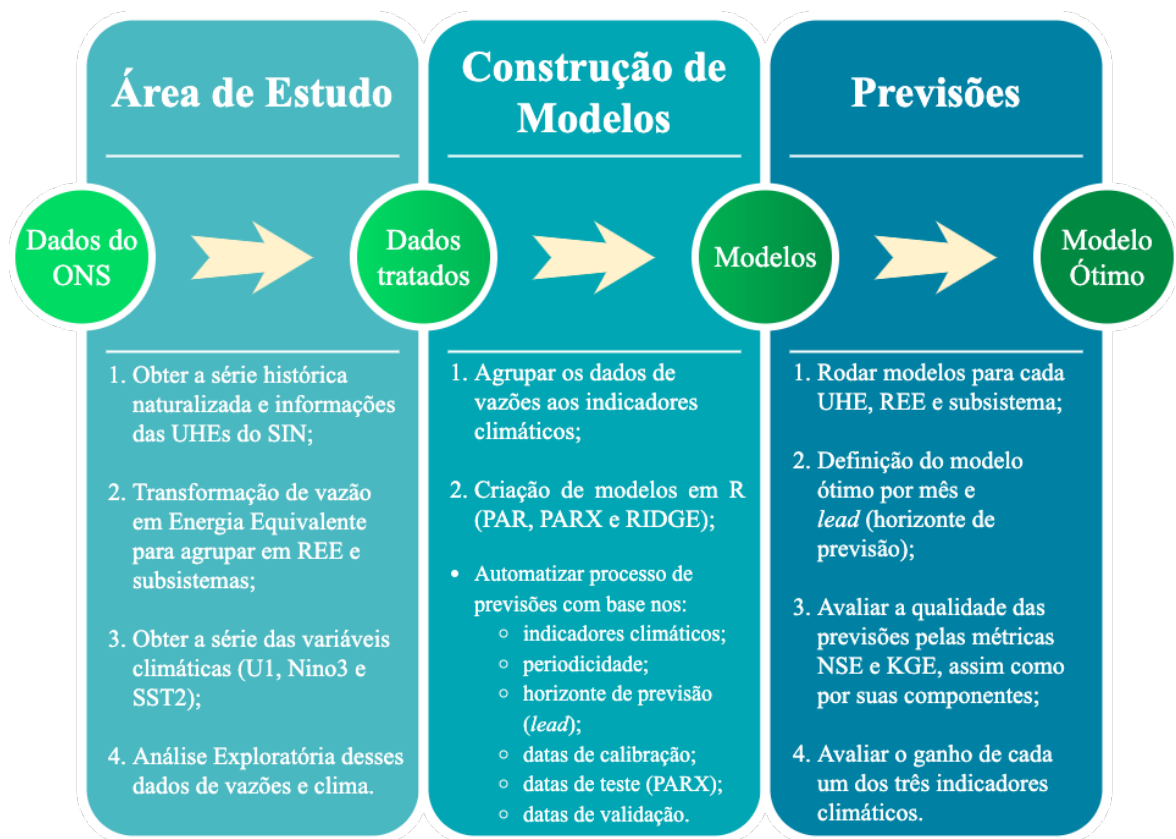 Área de Estudo
Dados do
ONS
1. Obter a série histórica
naturalizada e informações
das UHEs do SIN;
2. Transformação de vazão
em Energia Equivalente
para agrupar em REE e
subsistemas;
3. Obter a série das variáveis
climáticas (U1, Nino3 e
SST2);
4. Análise Exploratória desses
dados de vazões e clima.
Construção de
Modelos
Dados
tratados
1. Agrupar os dados de
vazões aos indicadores
climáticos;
2. Criação de modelos em R
(PAR, PARX e RIDGE);
• Automatizar processo de
previsões com base nos:
○ indicadores climáticos;
○ periodicidade;
○ horizonte de previsão
(lead);
○ datas de calibração;
○ datas de teste (PARX);
○ datas de validação.
Previsões
Modelos
Modelo
Ótimo
1. Rodar modelos para cada
UHE, REE e subsistema;
2. Definição do modelo
ótimo por mês e
lead (horizonte de
previsão);
3. Avaliar a qualidade das
previsões pelas métricas
NSE e KGE, assim como
por suas componentes;
4. Avaliar o ganho de cada
um dos três indicadores
climáticos.